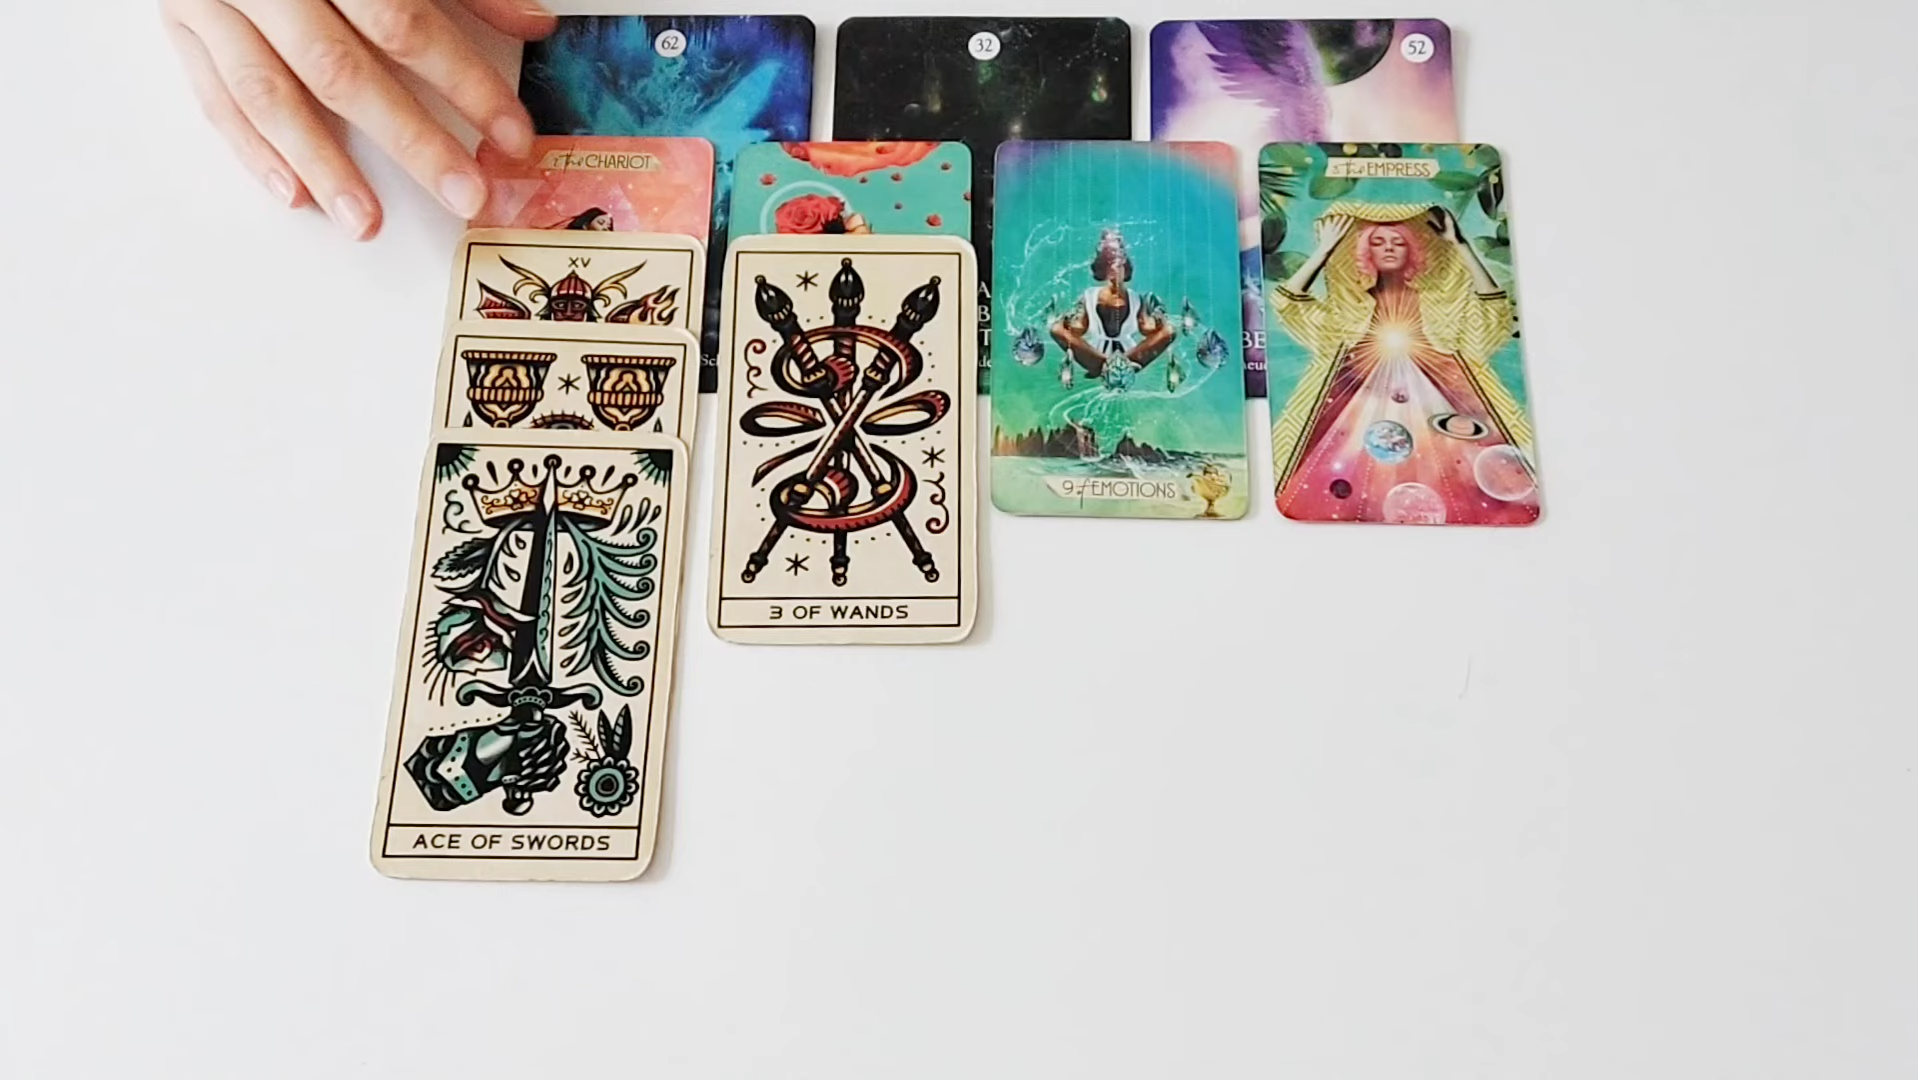 62
32
52
the CHARIOT
3 the EMPRESS
XV
9 of EMOTIONS
3 OF WANDS
ACE OF SWORDS